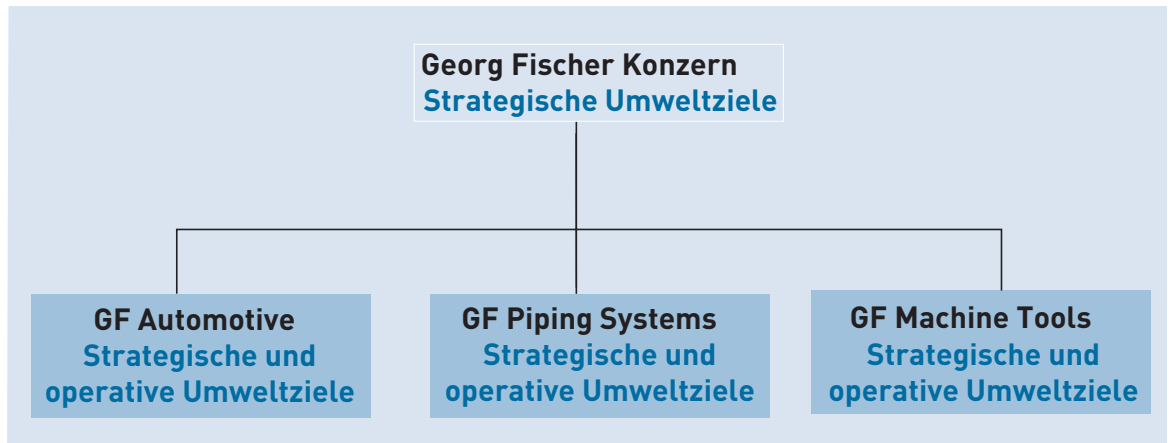 Georg Fischer Konzern
Strategische Umweltziele
GF Automotive
Strategische und
operative Umweltziele
GF Piping Systems
Strategische und
operative Umweltziele
GF Machine Tools
Strategische und
operative Umweltziele